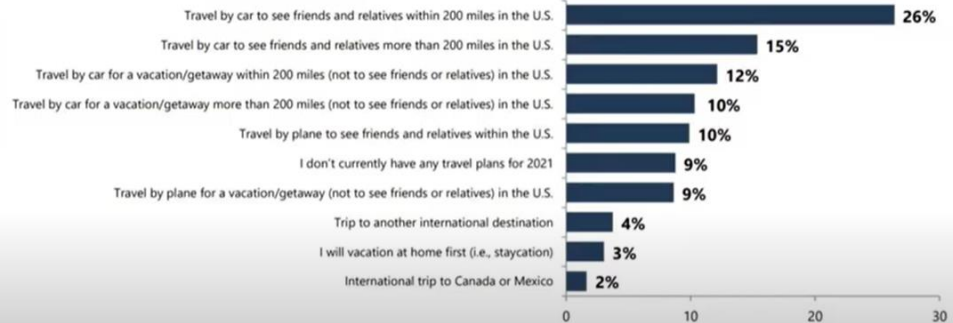 Travel by car to see friends and relatives within 200 miles in the U.S. 26%
Travel by car to see friends and relatives more than 200 miles in the U.S. 15%
Travel by car for a vacation/getaway within 200 miles (not to see friends or relatives) in the U.S. 12%
Travel by car for a vacation/getaway more than 200 miles (not to see friends or relatives) in the U.S. 10%
Travel by plane to see friends and relatives within the U.S. 10%
I don't currently have any travel plans for 2021 9%
Travel by plane for a vacation/getaway (not to see friends or relatives) in the U.S. 9%
Trip to another international destination 4%
I will vacation at home first (i.e., staycation) 3%
International trip to Canada or Mexico 2%
0 10 20 30